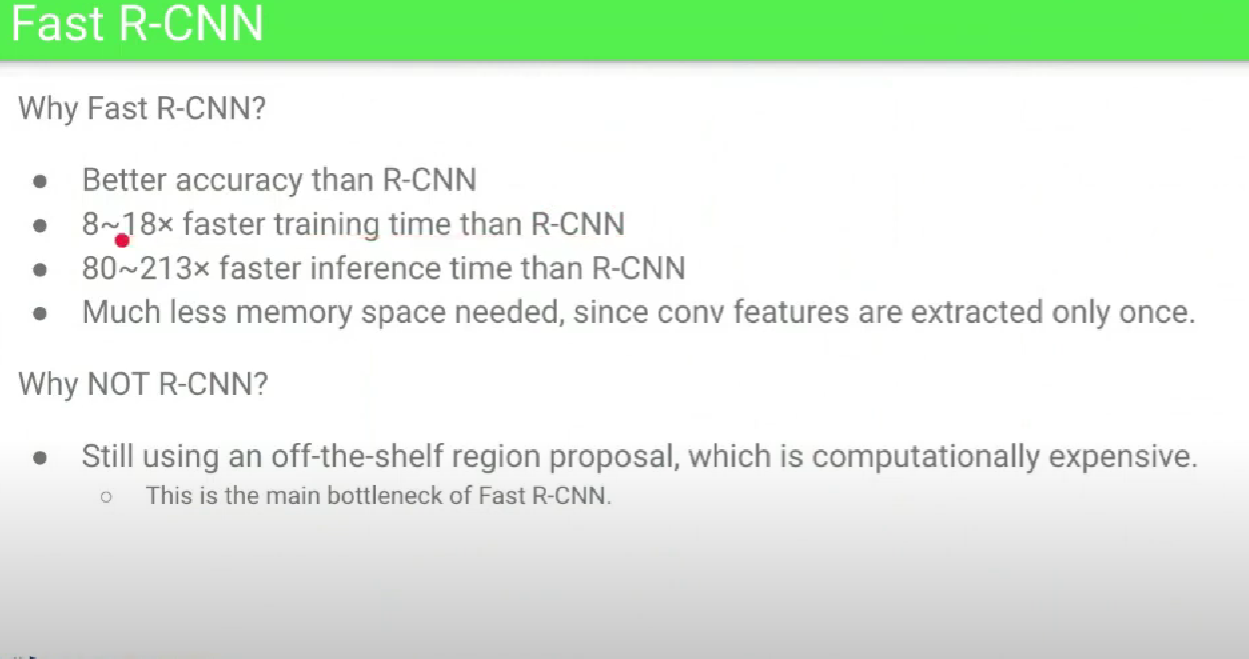 Fast R-CNN
Why Fast R-CNN?
● Better accuracy than R-CNN
● 8~18× faster training time than R-CNN
● 80~213× faster inference time than R-CNN
● Much less memory space needed, since conv features are extracted only once.
Why NOT R-CNN?
● Still using an off-the-shelf region proposal, which is computationally expensive.
○ This is the main bottleneck of Fast R-CNN.